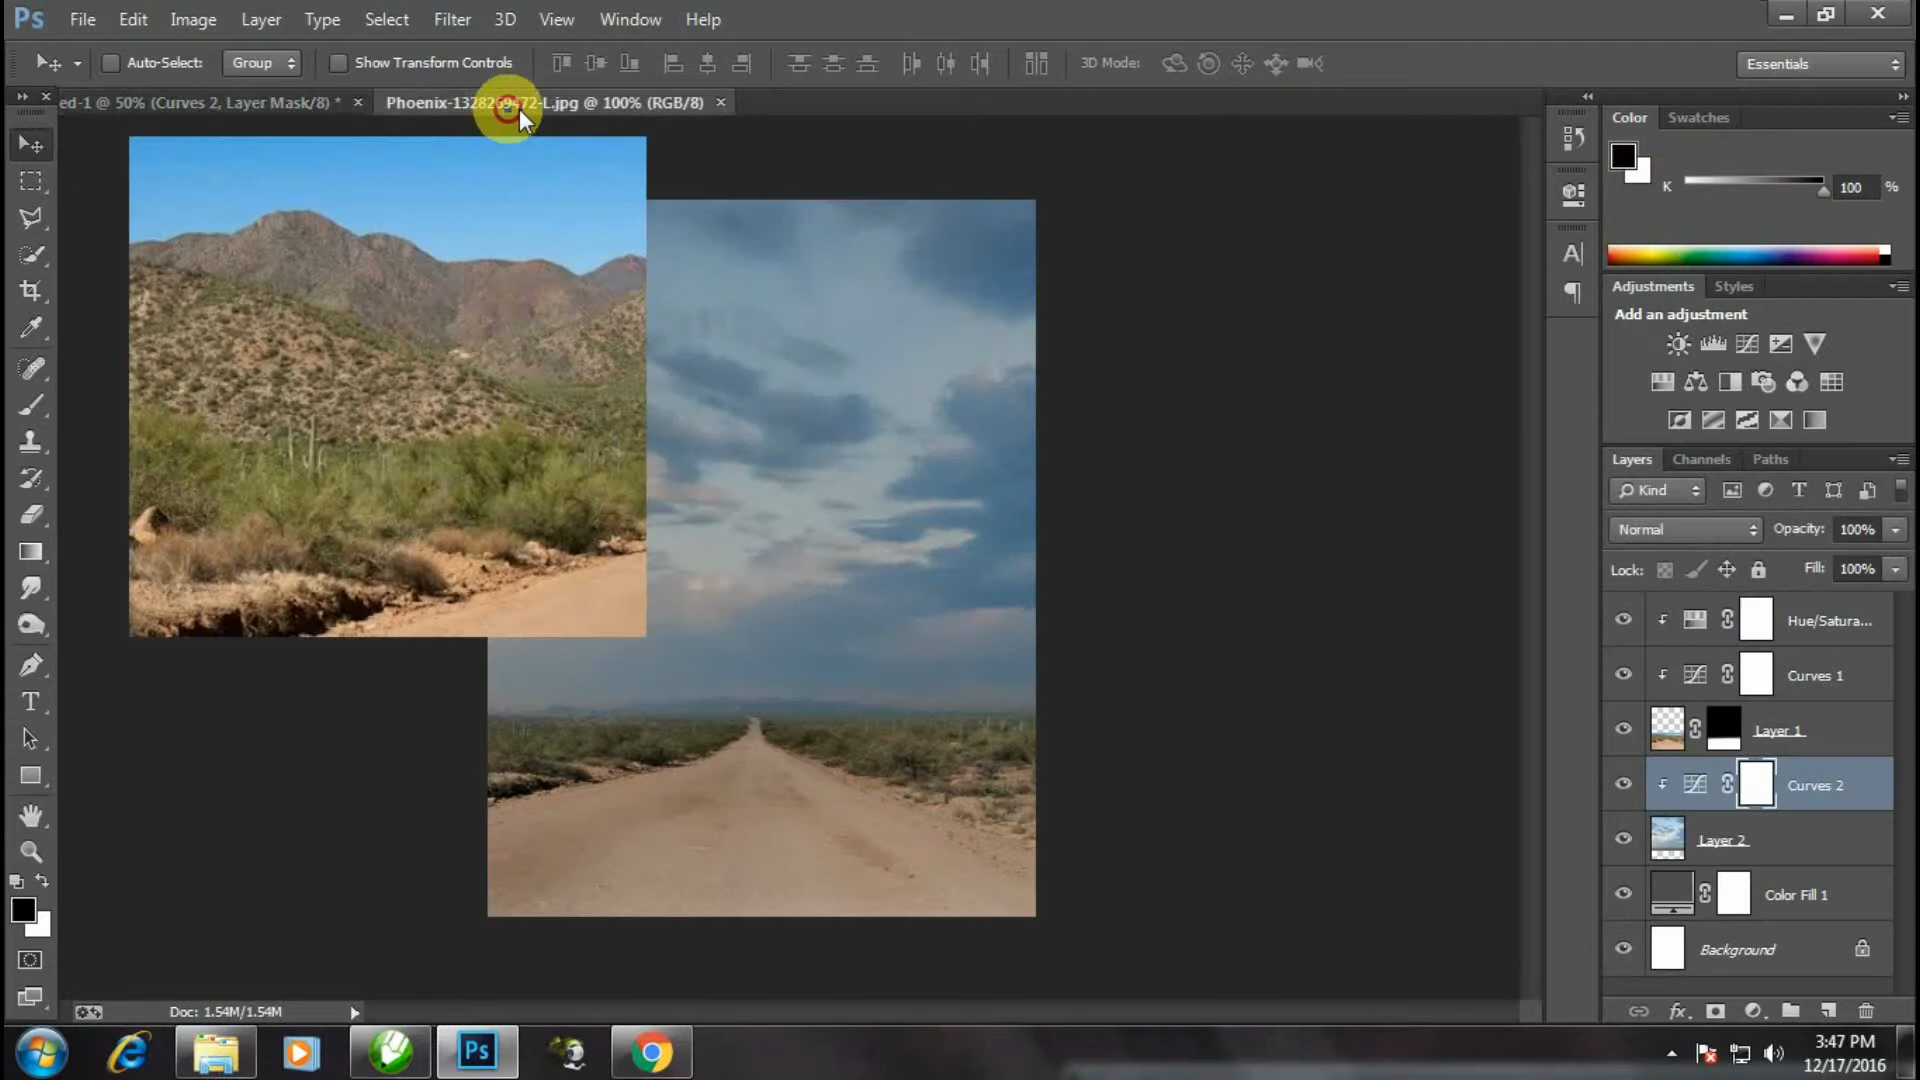 Ps File Edit Image Layer Type Select Filter 3D View Window Help
Auto-Select: Group Show Transform Controls 3D Mode: Essentials
ed-1 @ 50% (Curves 2, Layer Mask/8) * × Phoenix-1328269472-L.jpg @ 100% (RGB/8) ×
Color Swatches
K 100 %
Adjustments Styles
Add an adjustment
Layers Channels Paths
Kind
Normal Opacity: 100%
Lock: Fill: 100%
Hue/Satura...
Curves 1
Layer 1
Curves 2
Layer 2
Color Fill 1
Background
Doc: 1.54M/1.54M
Ps
3:47 PM
12/17/2016